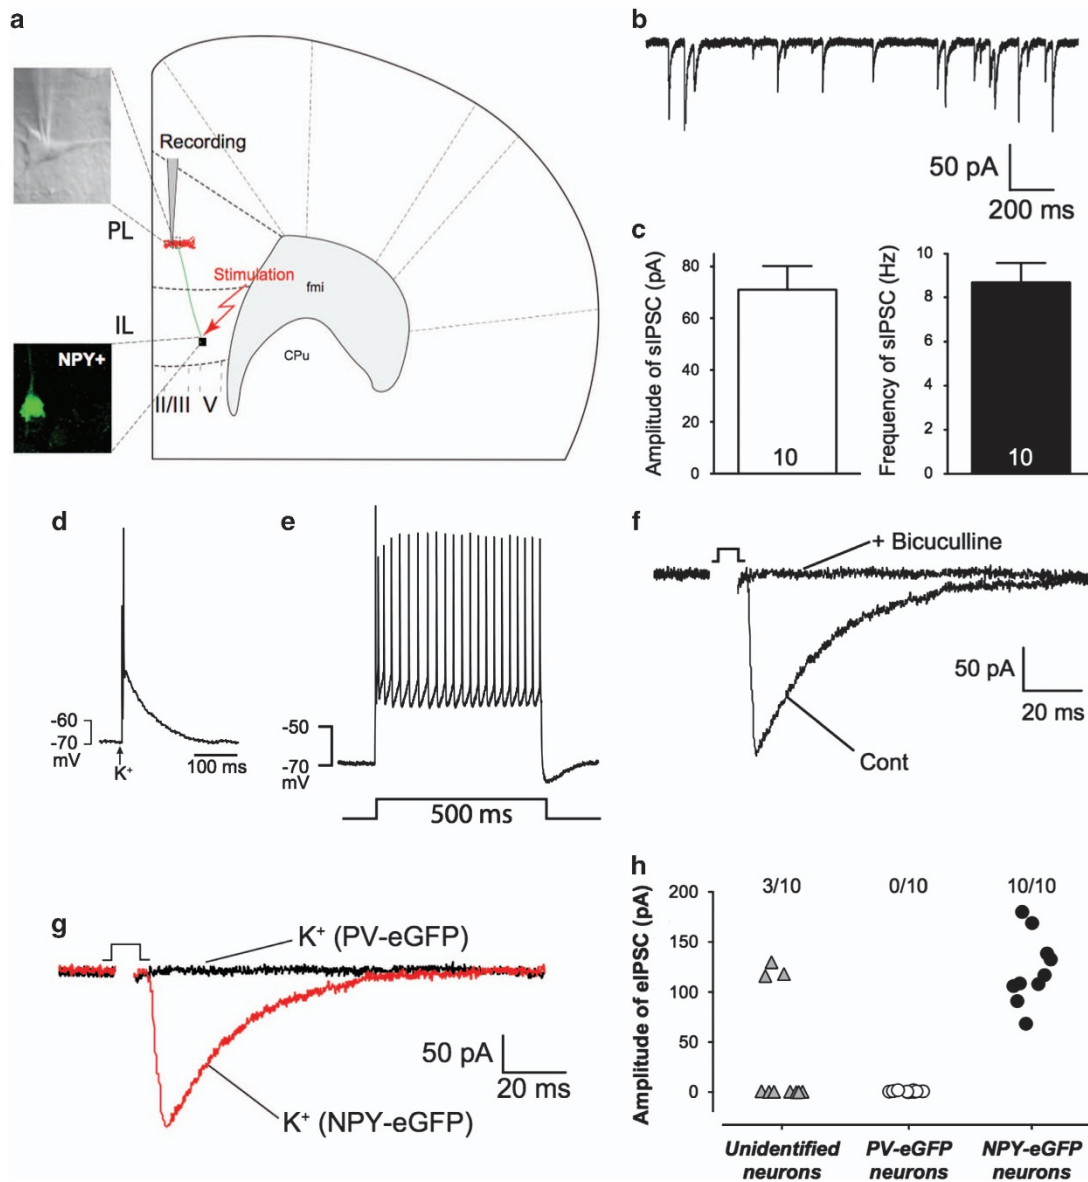 a
Recording
PL
Stimulation
fmi
IL
CPu
NPY+
II/III V
b
50 pA
200 ms
c
Amplitude of sIPSC (pA)
80
60
40
20
0
10
Frequency of sIPSC (Hz)
10
8
6
4
2
0
10
d
-60
-70
mV
K+
100 ms
e
-50
-70
mV
500 ms
f
+ Bicuculline
50 pA
20 ms
Cont
g
K+ (PV-eGFP)
50 pA
20 ms
K+ (NPY-eGFP)
h
Amplitude of eIPSC (pA)
200
150
100
50
0
3/10
0/10
10/10
Unidentified
neurons
PV-eGFP
neurons
NPY-eGFP
neurons